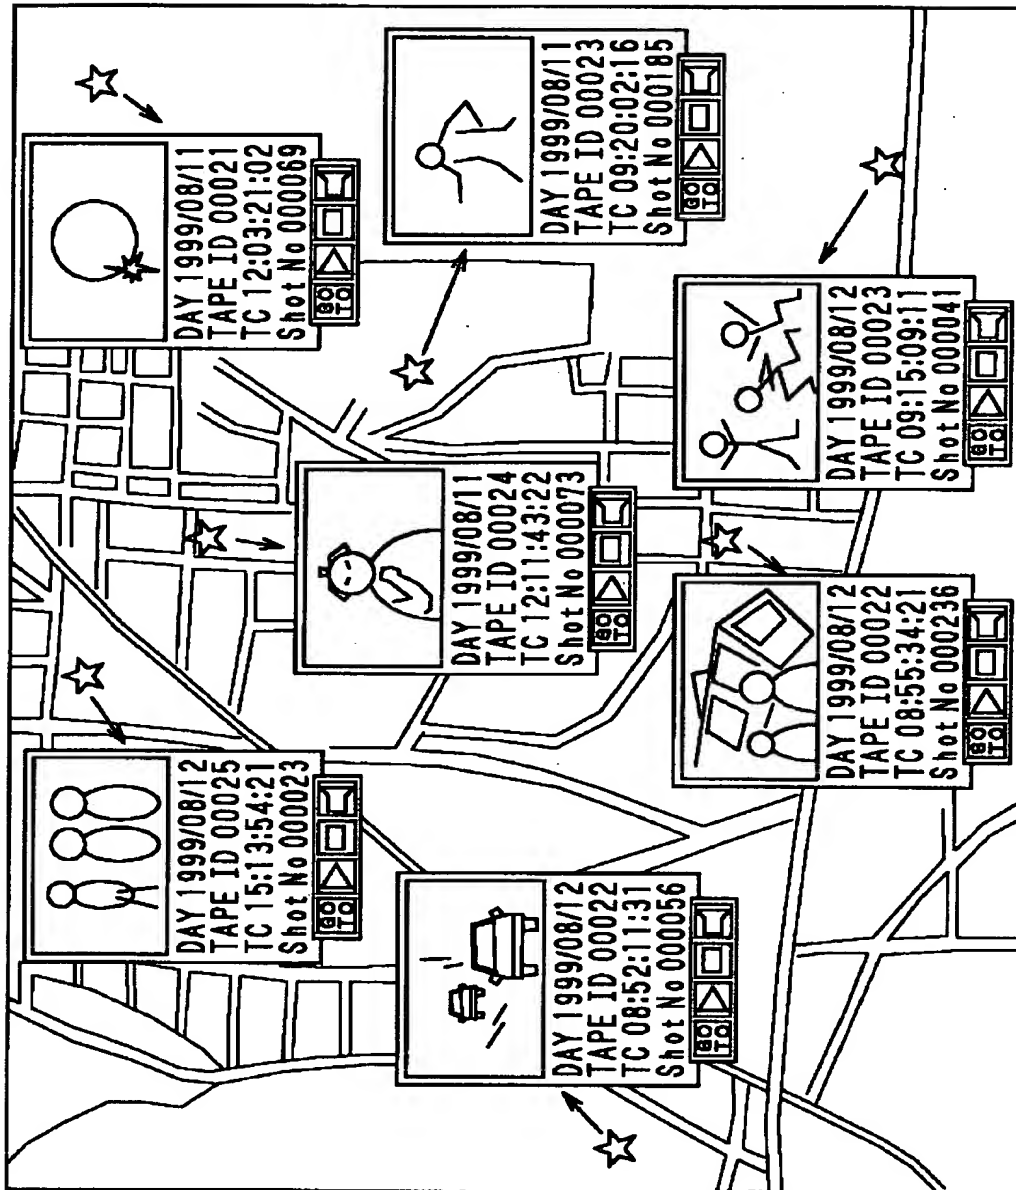 DAY 1999/08/12
TAPE ID 00025
TC 15:13:54:21
Shot No 000023
GO
TO
DAY 1999/08/11
TAPE ID 00021
TC 12:03:21:02
Shot No 000069
GO
TO
DAY 1999/08/12
TAPE ID 00022
TC 08:52:11:31
Shot No 000056
GO
TO
DAY 1999/08/11
TAPE ID 00024
TC 12:11:43:22
Shot No 000073
GO
TO
DAY 1999/08/11
TAPE ID 00023
TC 09:20:02:16
Shot No 000185
GO
TO
DAY 1999/08/12
TAPE ID 00022
TC 08:55:34:21
Shot No 000236
GO
TO
DAY 1999/08/12
TAPE ID 00023
TC 09:15:09:11
Shot No 000041
GO
TO